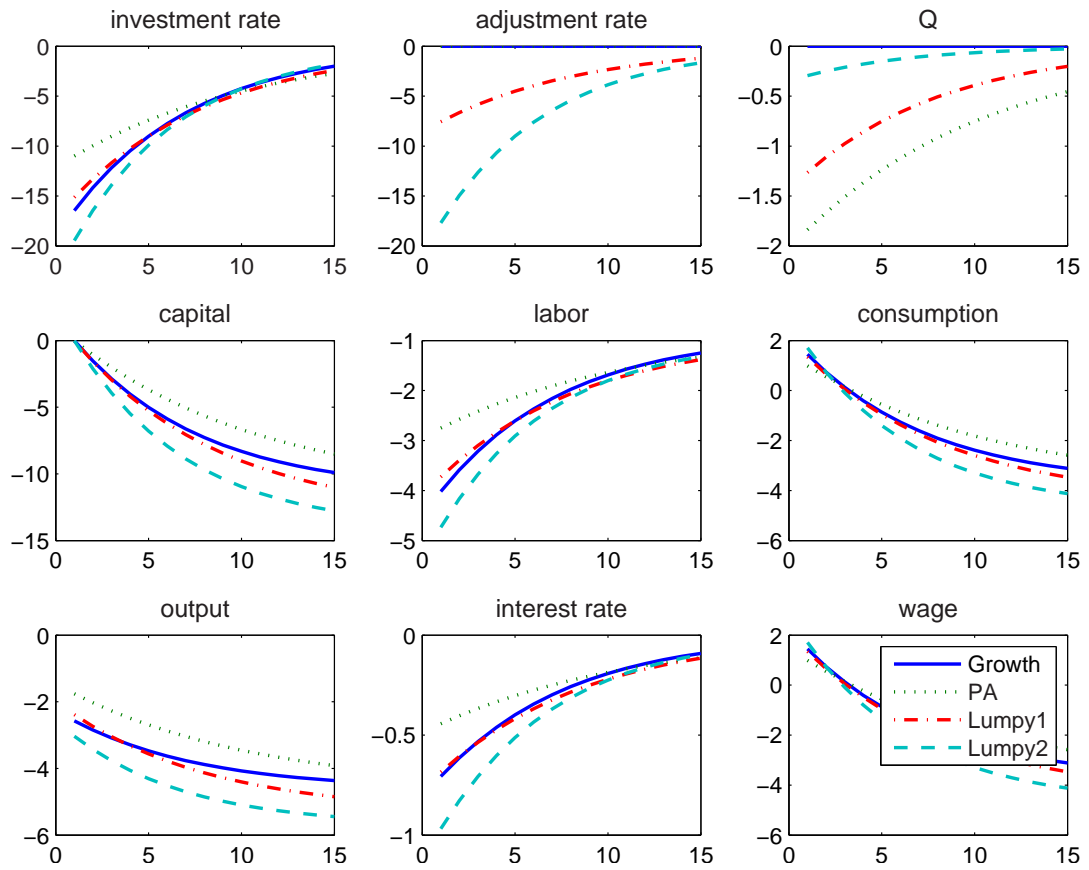 investment rate
adjustment rate
Q
0
−5
−10
−15
−20
0 5 10 15
0
−5
−10
−15
−20
0 5 10 15
0
−0.5
−1
−1.5
−2
0 5 10 15
capital
labor
consumption
0
−5
−10
−15
0 5 10 15
−1
−2
−3
−4
−5
0 5 10 15
2
0
−2
−4
−6
0 5 10 15
output
interest rate
wage
0
−2
−4
−6
0 5 10 15
0
−0.5
−1
0 5 10 15
2
0
−2
−4
−6
0 5 10 15
Growth
PA
Lumpy1
Lumpy2